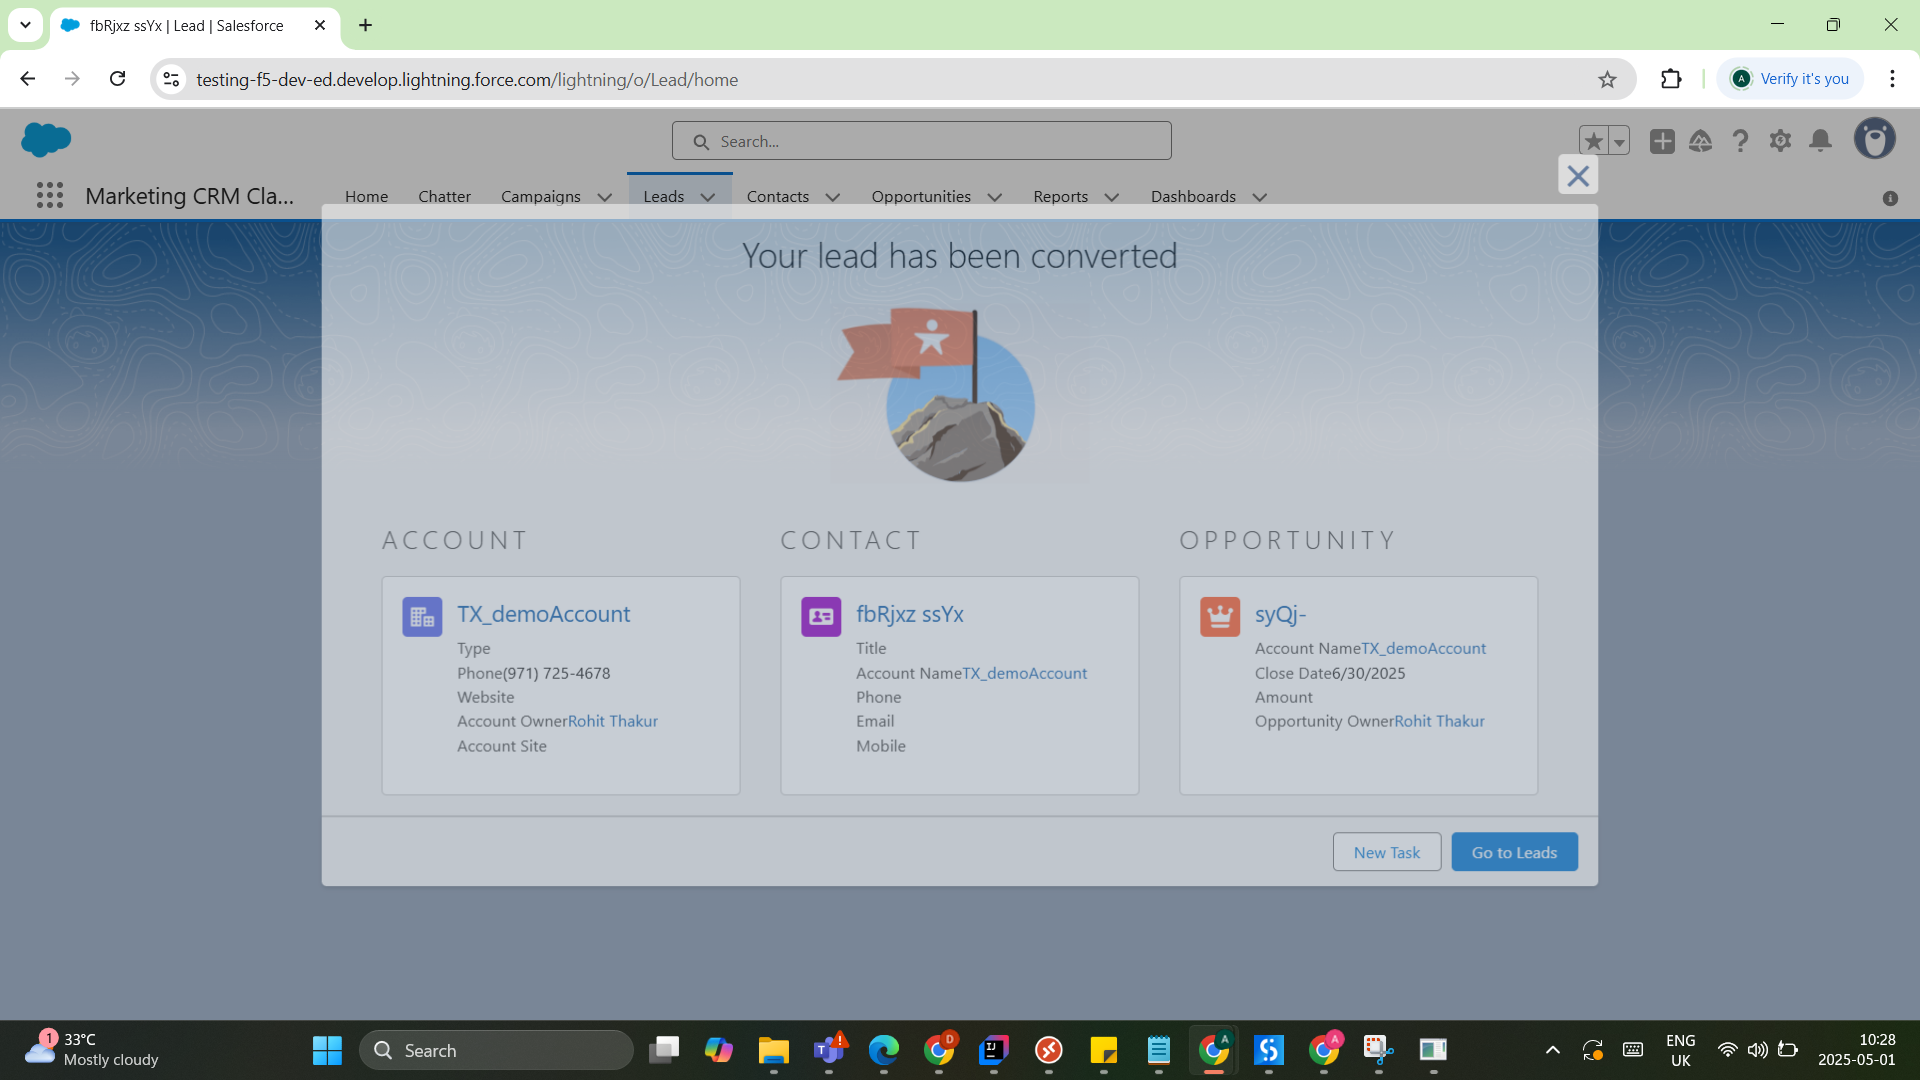 fbRjxz ssYx | Lead | Salesforce
testing-f5-dev-ed.develop.lightning.force.com/lightning/o/Lead/home
A
Verify it's you
Search...
Marketing CRM Cla...
Home
Chatter
Campaigns
Leads
Contacts
Opportunities
Reports
Dashboards
Your lead has been converted
ACCOUNT
TX_demoAccount
Type
Phone(971) 725-4678
Website
Account OwnerRohit Thakur
Account Site
CONTACT
fbRjxz ssYx
Title
Account NameTX_demoAccount
Phone
Email
Mobile
OPPORTUNITY
syQj-
Account NameTX_demoAccount
Close Date6/30/2025
Amount
Opportunity OwnerRohit Thakur
New Task
Go to Leads
1
33°C
Mostly cloudy
Search
D
A
A
ENG
UK
10:28
2025-05-01